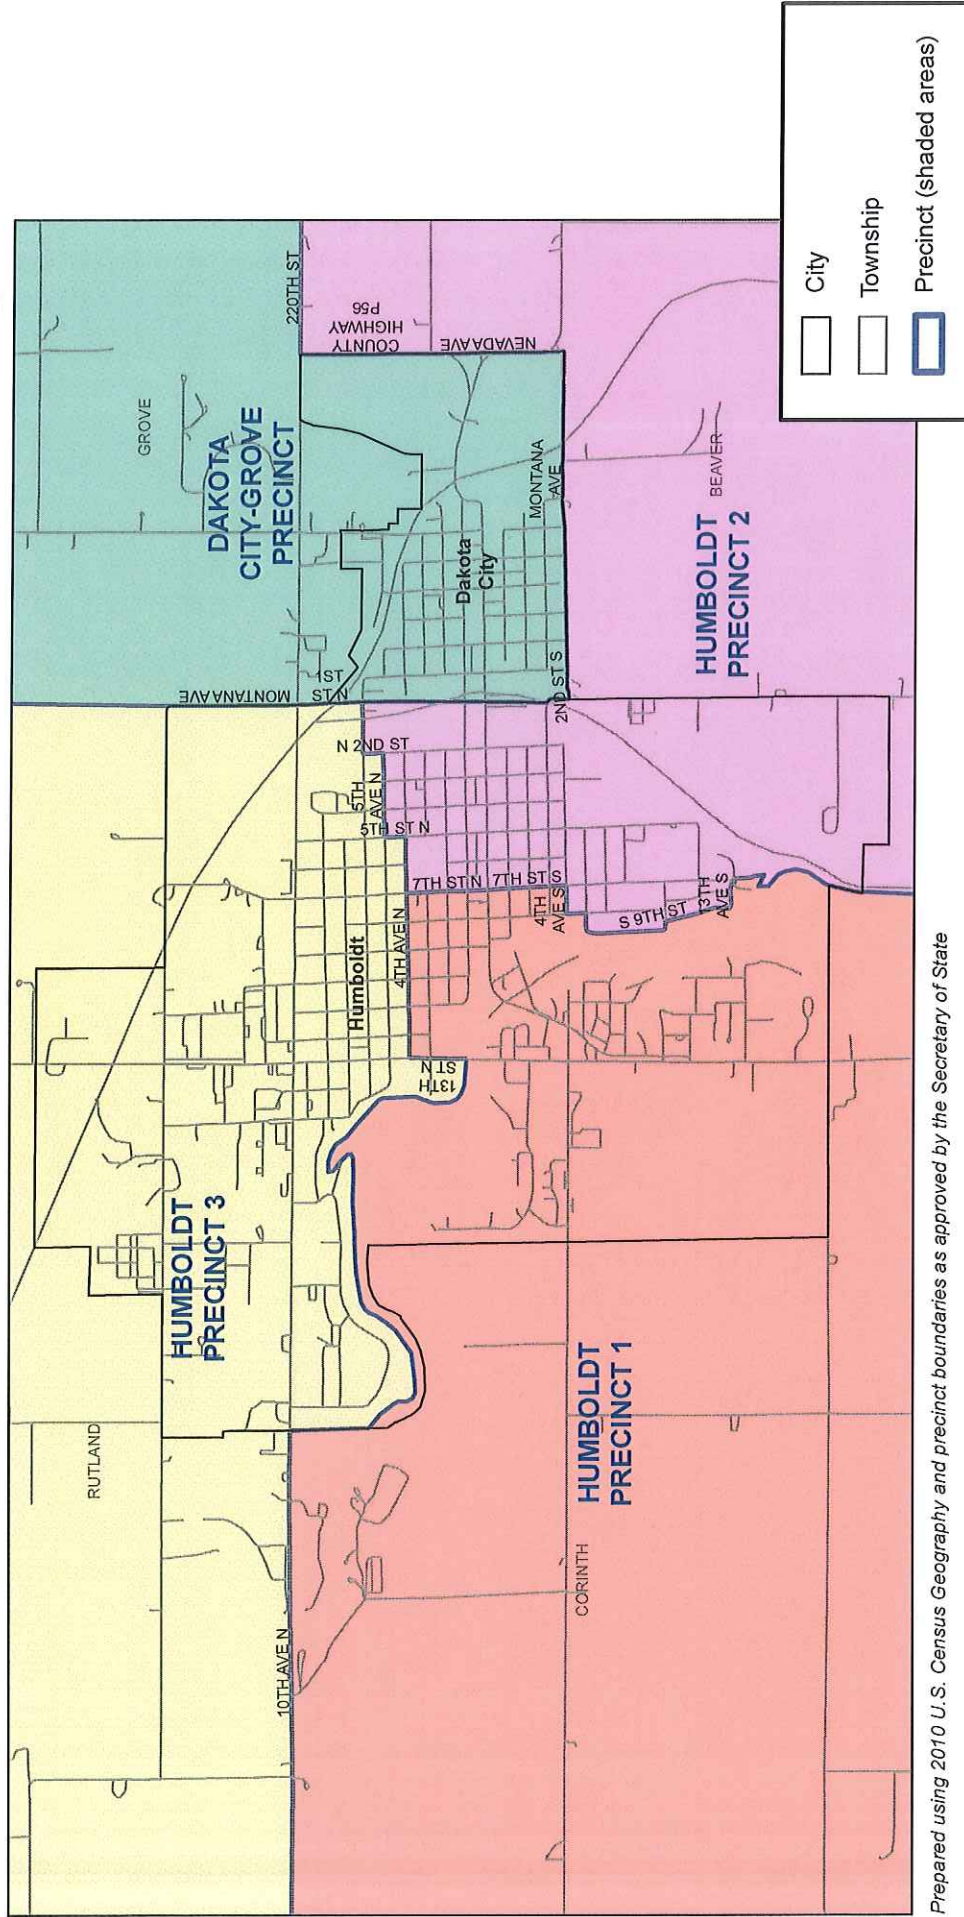 GROVE
DAKOTA
CITY-GROVE
PRECINCT
220TH ST
COUNTY
HIGHWAY
P56
NEVADA AVE
MONTANA
AVE
Dakota
City
MONTANA AVE
1ST
ST N
2ND ST S
HUMBOLDT
PRECINCT 2
BEAVER
N 2ND ST
5TH
AVE N
5TH ST N
7TH ST N
7TH ST S
4TH
AVE S
S 9TH ST
13TH
AVE S
4TH AVE N
Humboldt
13TH
ST N
HUMBOLDT
PRECINCT 3
RUTLAND
10TH AVE N
HUMBOLDT
PRECINCT 1
CORINTH
City
Township
Precinct (shaded areas)
Prepared using 2010 U.S. Census Geography and precinct boundaries as approved by the Secretary of State